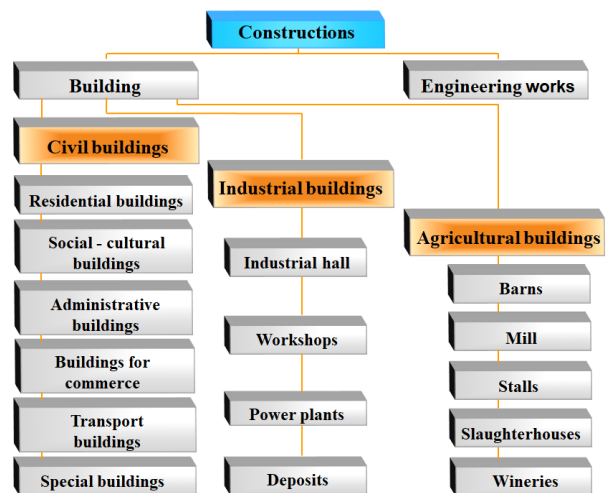 Constructions
Building
Engineering works
Civil buildings
Residential buildings
Social - cultural
buildings
Administrative
buildings
Buildings for
commerce
Transport
buildings
Special buildings
Industrial buildings
Industrial hall
Workshops
Power plants
Deposits
Agricultural buildings
Barns
Mill
Stalls
Slaughterhouses
Wineries